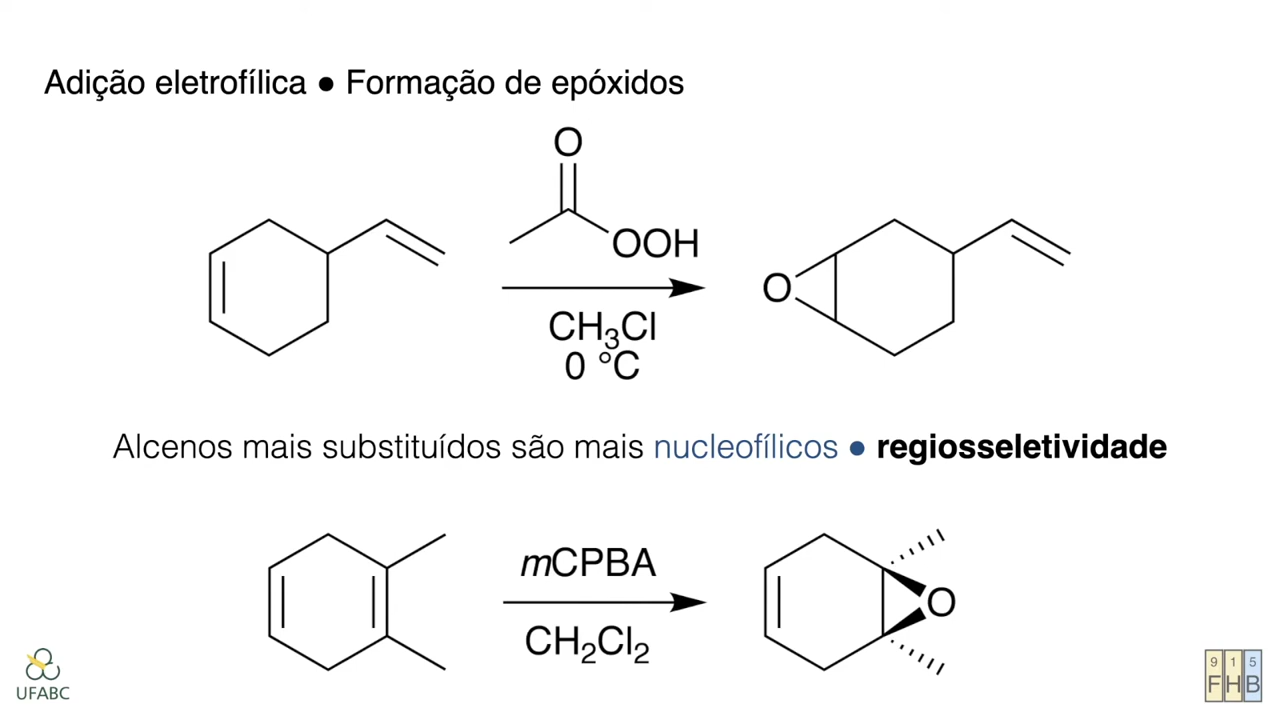 Adição eletrofílica ● Formação de epóxidos
O
OOH
O
CH₃Cl
0 °C
Alcenos mais substituídos são mais nucleofílicos ● regiosseletividade
mCPBA
O
CH₂Cl₂
UFABC
9 1 5
F H B